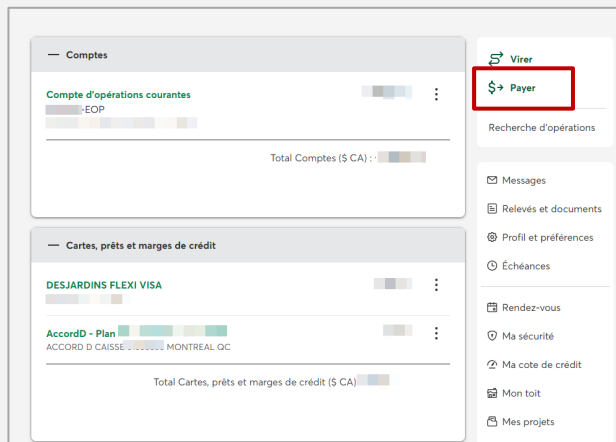 Comptes
Compte d'opérations courantes
-EOP
Total Comptes ($ CA) :
Cartes, prêts et marges de crédit
DESJARDINS FLEXI VISA
AccordD - Plan
ACCORD D CAISSE MONTREAL QC
Total Cartes, prêts et marges de crédit ($ CA)
Virer
Payer
Recherche d'opérations
Messages
Relevés et documents
Profil et préférences
Échéances
Rendez-vous
Ma sécurité
Ma cote de crédit
Mon toit
Mes projets